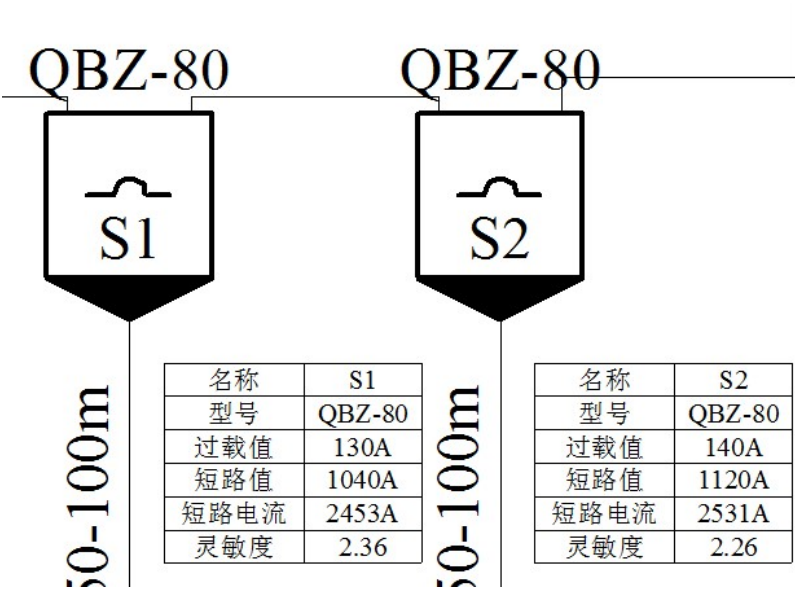 QBZ-80
QBZ-80
S1
S2
名称 S1
型号 QBZ-80
过载值 130A
短路值 1040A
短路电流 2453A
灵敏度 2.36
名称 S2
型号 QBZ-80
过载值 140A
短路值 1120A
短路电流 2531A
灵敏度 2.26
0-100m
0-100m